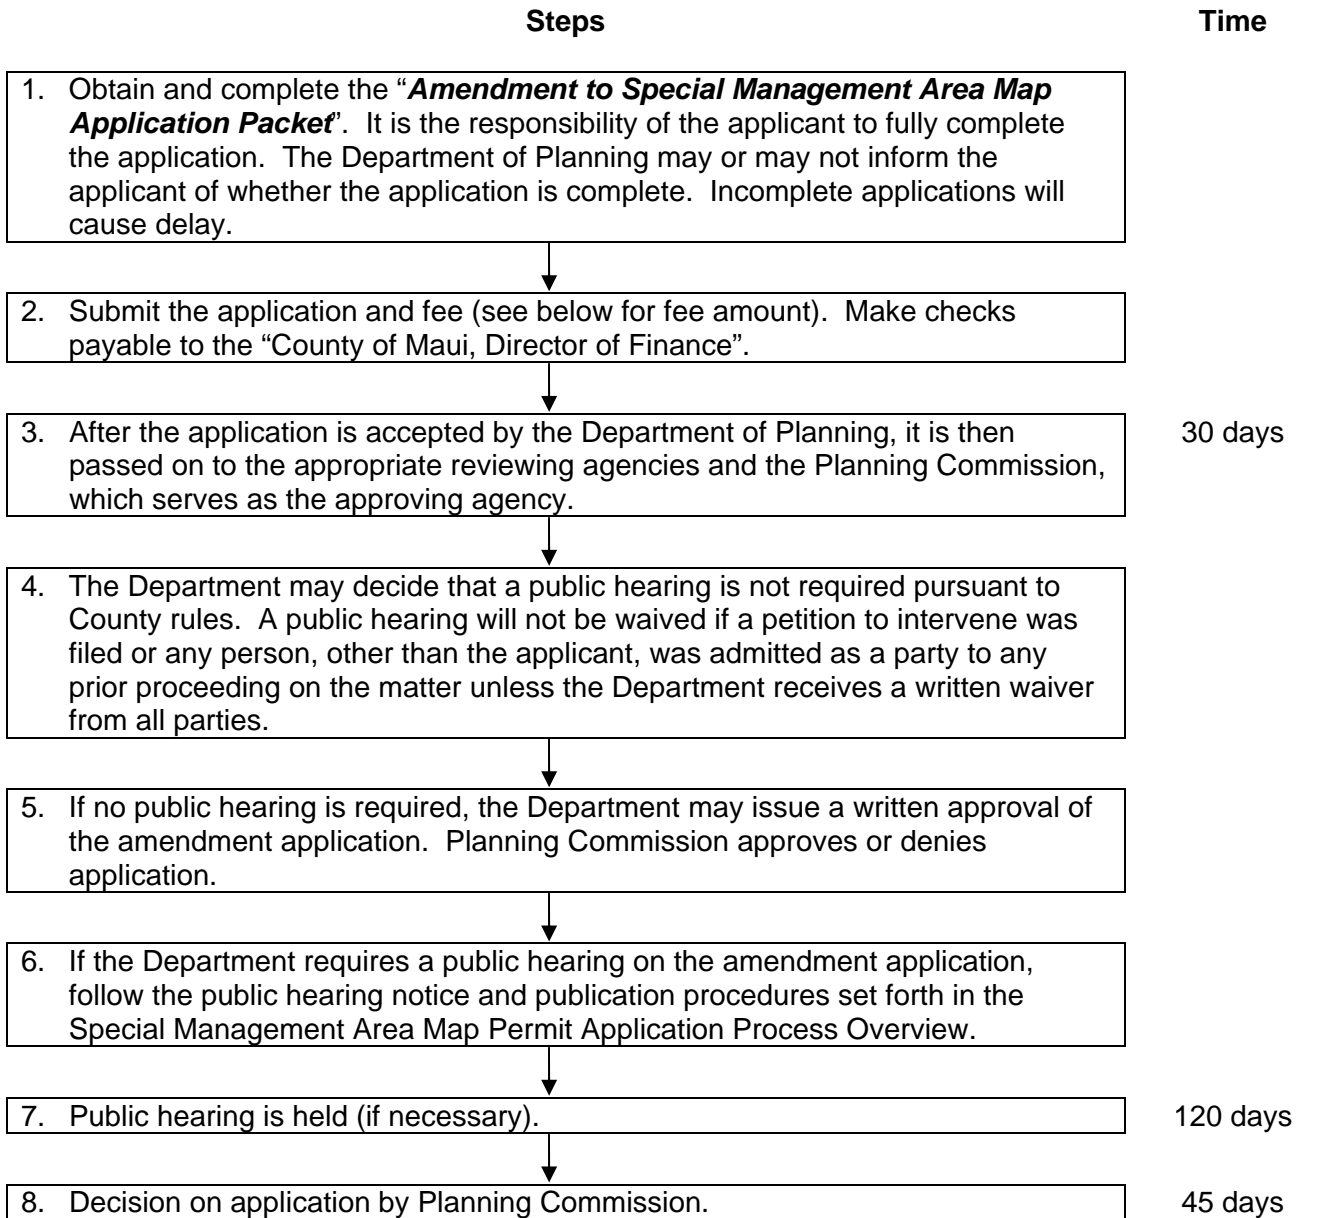 Steps Time
1. Obtain and complete the “Amendment to Special Management Area Map
Application Packet”. It is the responsibility of the applicant to fully complete
the application. The Department of Planning may or may not inform the
applicant of whether the application is complete. Incomplete applications will
cause delay.
2. Submit the application and fee (see below for fee amount). Make checks
payable to the “County of Maui, Director of Finance”.
3. After the application is accepted by the Department of Planning, it is then 30 days
passed on to the appropriate reviewing agencies and the Planning Commission,
which serves as the approving agency.
4. The Department may decide that a public hearing is not required pursuant to
County rules. A public hearing will not be waived if a petition to intervene was
filed or any person, other than the applicant, was admitted as a party to any
prior proceeding on the matter unless the Department receives a written waiver
from all parties.
5. If no public hearing is required, the Department may issue a written approval of
the amendment application. Planning Commission approves or denies
application.
6. If the Department requires a public hearing on the amendment application,
follow the public hearing notice and publication procedures set forth in the
Special Management Area Map Permit Application Process Overview.
7. Public hearing is held (if necessary). 120 days
8. Decision on application by Planning Commission. 45 days